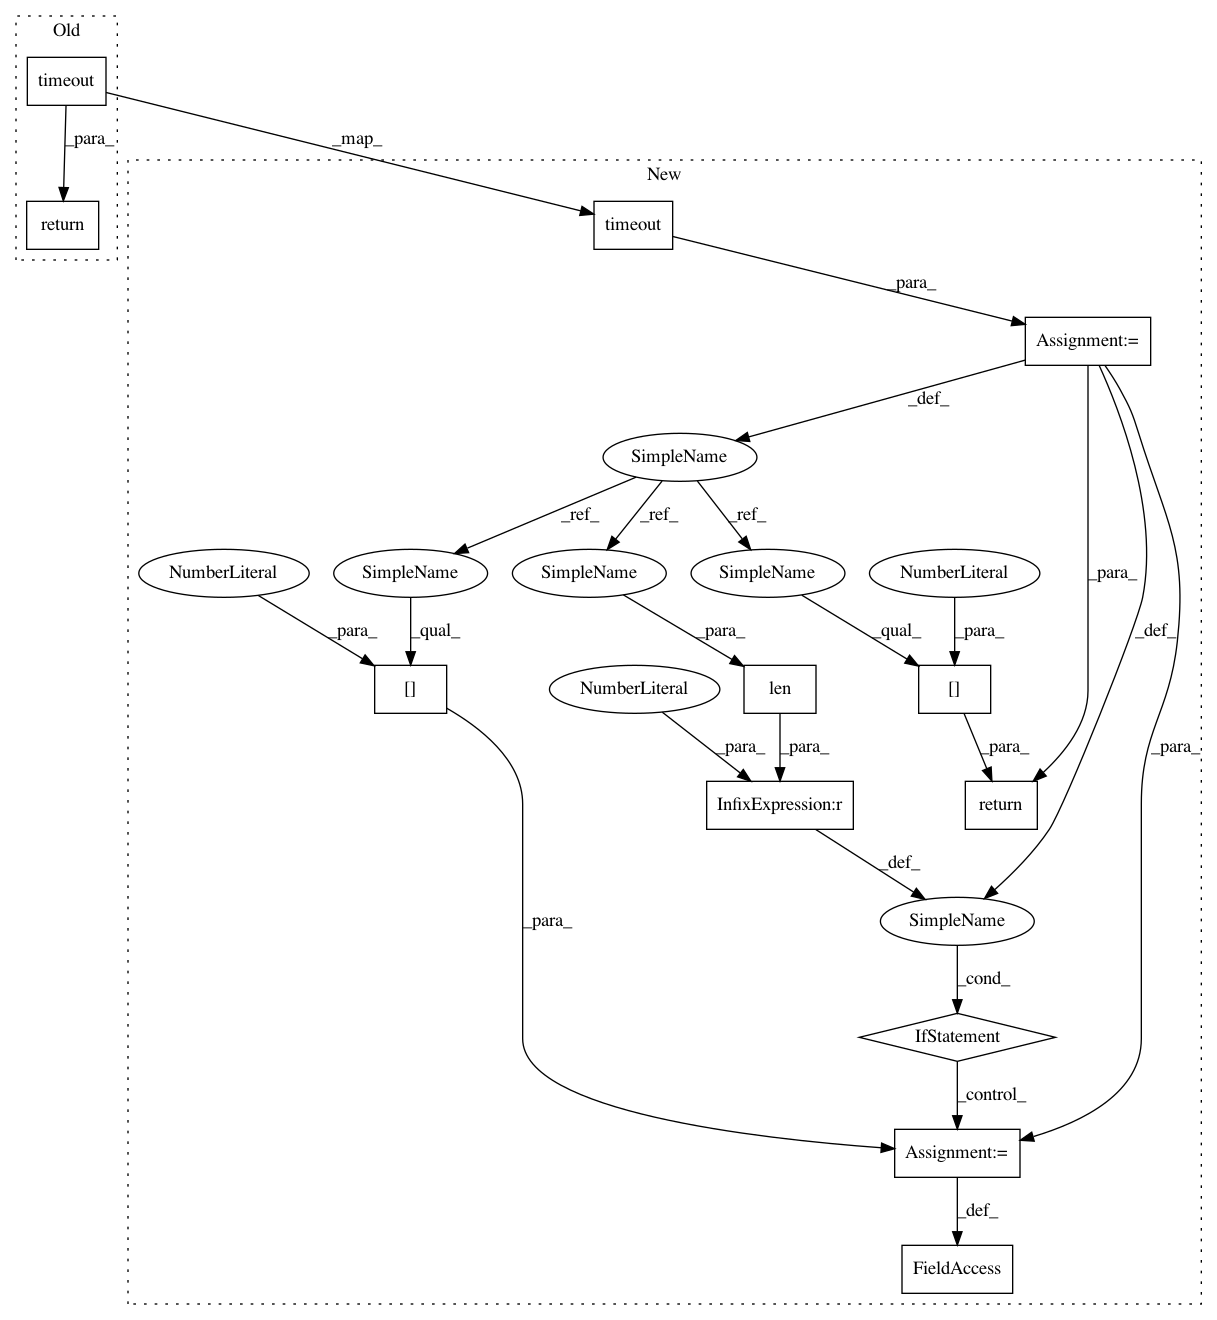 Old
timeout
_map_
_para_
New
return
timeout
_para_
Assignment:=
_def_
SimpleName
_ref_
_ref_
_ref_
NumberLiteral
SimpleName
SimpleName
SimpleName
NumberLiteral
_para_
_para_
_qual_
_para_
_qual_
_para_
_def_
[]
NumberLiteral
len
[]
_para_
_para_
_para_
_para_
InfixExpression:r
return
_def_
_para_
SimpleName
_cond_
IfStatement
_control_
Assignment:=
_def_
FieldAccess